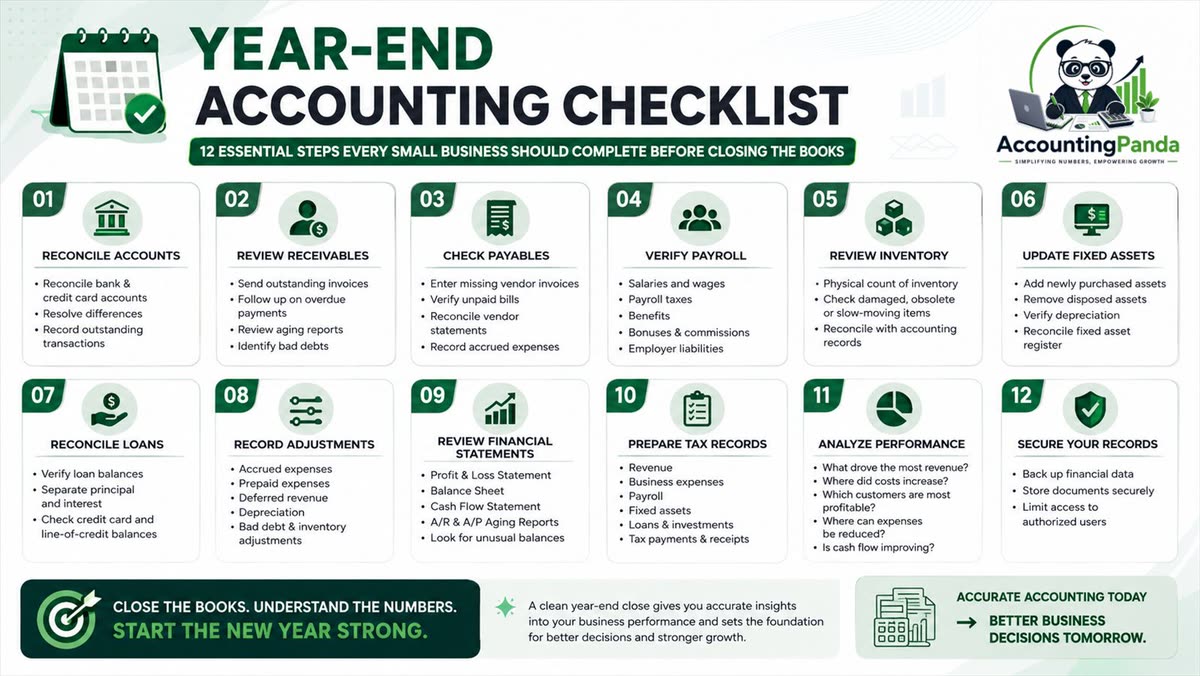 YEAR-END
ACCOUNTING CHECKLIST
12 ESSENTIAL STEPS EVERY SMALL BUSINESS SHOULD COMPLETE BEFORE CLOSING THE BOOKS
AccountingPanda
SIMPLIFYING NUMBERS, EMPOWERING GROWTH
01
RECONCILE ACCOUNTS
• Reconcile bank &
credit card accounts
• Resolve differences
• Record outstanding
transactions
02
REVIEW RECEIVABLES
• Send outstanding invoices
• Follow up on overdue
payments
• Review aging reports
• Identify bad debts
03
CHECK PAYABLES
• Enter missing vendor invoices
• Verify unpaid bills
• Reconcile vendor
statements
• Record accrued expenses
04
VERIFY PAYROLL
• Salaries and wages
• Payroll taxes
• Benefits
• Bonuses & commissions
• Employer liabilities
05
REVIEW INVENTORY
• Physical count of inventory
• Check damaged, obsolete
or slow-moving items
• Reconcile with accounting
records
06
UPDATE FIXED ASSETS
• Add newly purchased assets
• Remove disposed assets
• Verify depreciation
• Reconcile fixed asset
register
07
RECONCILE LOANS
• Verify loan balances
• Separate principal
and interest
• Check credit card and
line-of-credit balances
08
RECORD ADJUSTMENTS
• Accrued expenses
• Prepaid expenses
• Deferred revenue
• Depreciation
• Bad debt & inventory
adjustments
09
REVIEW FINANCIAL
STATEMENTS
• Profit & Loss Statement
• Balance Sheet
• Cash Flow Statement
• A/R & A/P Aging Reports
• Look for unusual balances
10
PREPARE TAX RECORDS
• Revenue
• Business expenses
• Payroll
• Fixed assets
• Loans & investments
• Tax payments & receipts
11
ANALYZE PERFORMANCE
• What drove the most revenue?
• Where did costs increase?
• Which customers are most
profitable?
• Where can expenses
be reduced?
• Is cash flow improving?
12
SECURE YOUR RECORDS
• Back up financial data
• Store documents securely
• Limit access to
authorized users
CLOSE THE BOOKS. UNDERSTAND THE NUMBERS.
START THE NEW YEAR STRONG.
A clean year-end close gives you accurate insights
into your business performance and sets the foundation
for better decisions and stronger growth.
ACCURATE ACCOUNTING TODAY
→ BETTER BUSINESS
DECISIONS TOMORROW.